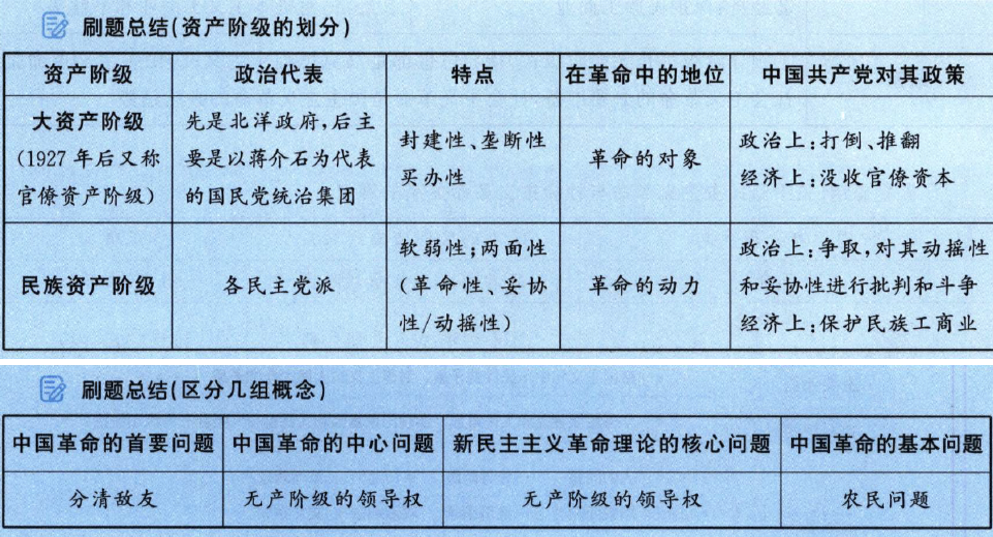 刷题总结(资产阶级的划分)
资产阶级
政治代表
特点
在革命中的地位
中国共产党对其政策
大资产阶级
(1927年后又称
官僚资产阶级)
先是北洋政府,后主
要是以蒋介石为代表
的国民党统治集团
封建性、垄断性
买办性
革命的对象
政治上:打倒、推翻
经济上:没收官僚资本
民族资产阶级
各民主党派
软弱性;两面性
(革命性、妥协
性/动摇性)
革命的动力
政治上:争取,对其动摇性
和妥协性进行批判和斗争
经济上:保护民族工商业
刷题总结(区分几组概念)
中国革命的首要问题
中国革命的中心问题
新民主主义革命理论的核心问题
中国革命的基本问题
分清敌友
无产阶级的领导权
无产阶级的领导权
农民问题